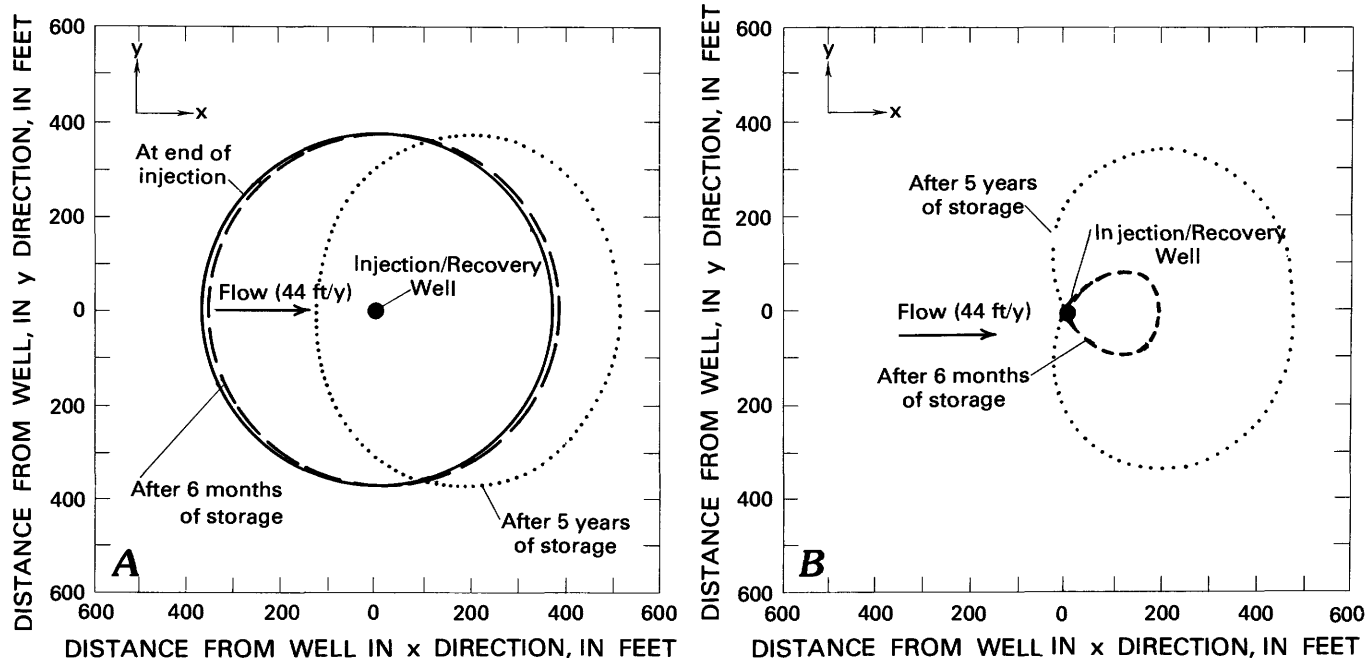 DISTANCE FROM WELL, IN y DIRECTION, IN FEET
600
400
200
0
200
400
600
y
x
At end of
injection
Injection/Recovery
Well
Flow (44 ft/y)
After 6 months
of storage
After 5 years
of storage
A
600 400 200 0 200 400 600
DISTANCE FROM WELL IN x DIRECTION, IN FEET
DISTANCE FROM WELL, IN y DIRECTION, IN FEET
600
400
200
0
200
400
600
y
x
After 5 years
of storage
Injection/Recovery
Well
Flow (44 ft/y)
After 6 months
of storage
B
600 400 200 0 200 400 600
DISTANCE FROM WELL IN x DIRECTION, IN FEET